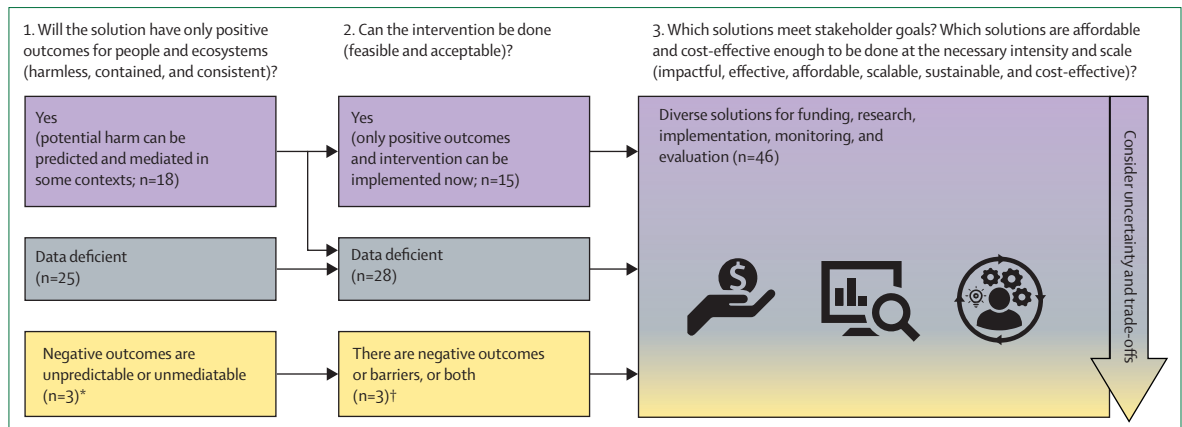 1. Will the solution have only positive
outcomes for people and ecosystems
(harmless, contained, and consistent)?
2. Can the intervention be done
(feasible and acceptable)?
3. Which solutions meet stakeholder goals? Which solutions are affordable
and cost-effective enough to be done at the necessary intensity and scale
(impactful, effective, affordable, scalable, sustainable, and cost-effective)?
Yes
(potential harm can be
predicted and mediated in
some contexts; n=18)
Yes
(only positive outcomes
and intervention can be
implemented now; n=15)
Diverse solutions for funding, research,
implementation, monitoring, and
evaluation (n=46)
Data deficient
(n=25)
Data deficient
(n=28)
Negative outcomes are
unpredictable or unmediatable
(n=3)*
There are negative outcomes
or barriers, or both
(n=3)†
$
Consider uncertainty and trade-offs